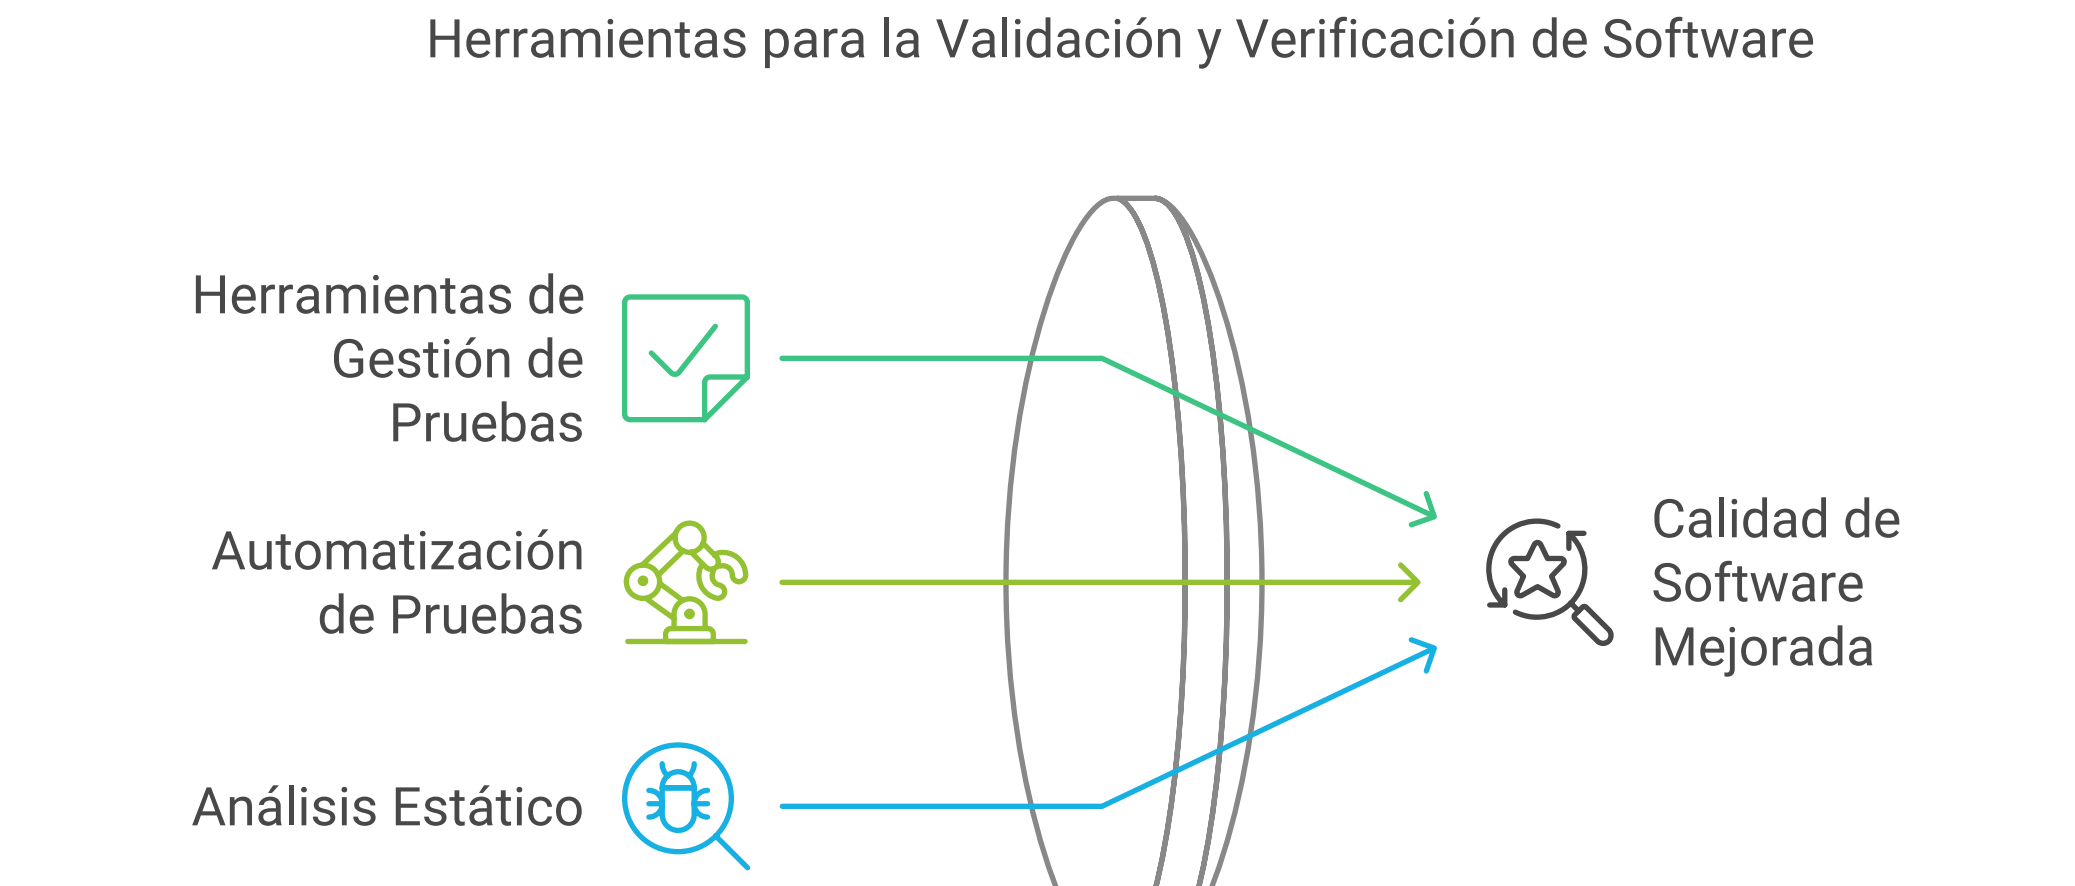 Herramientas para la Validación y Verificación de Software
Herramientas de
Gestión de
Pruebas
Automatización
de Pruebas
Análisis Estático
Calidad de
Software
Mejorada